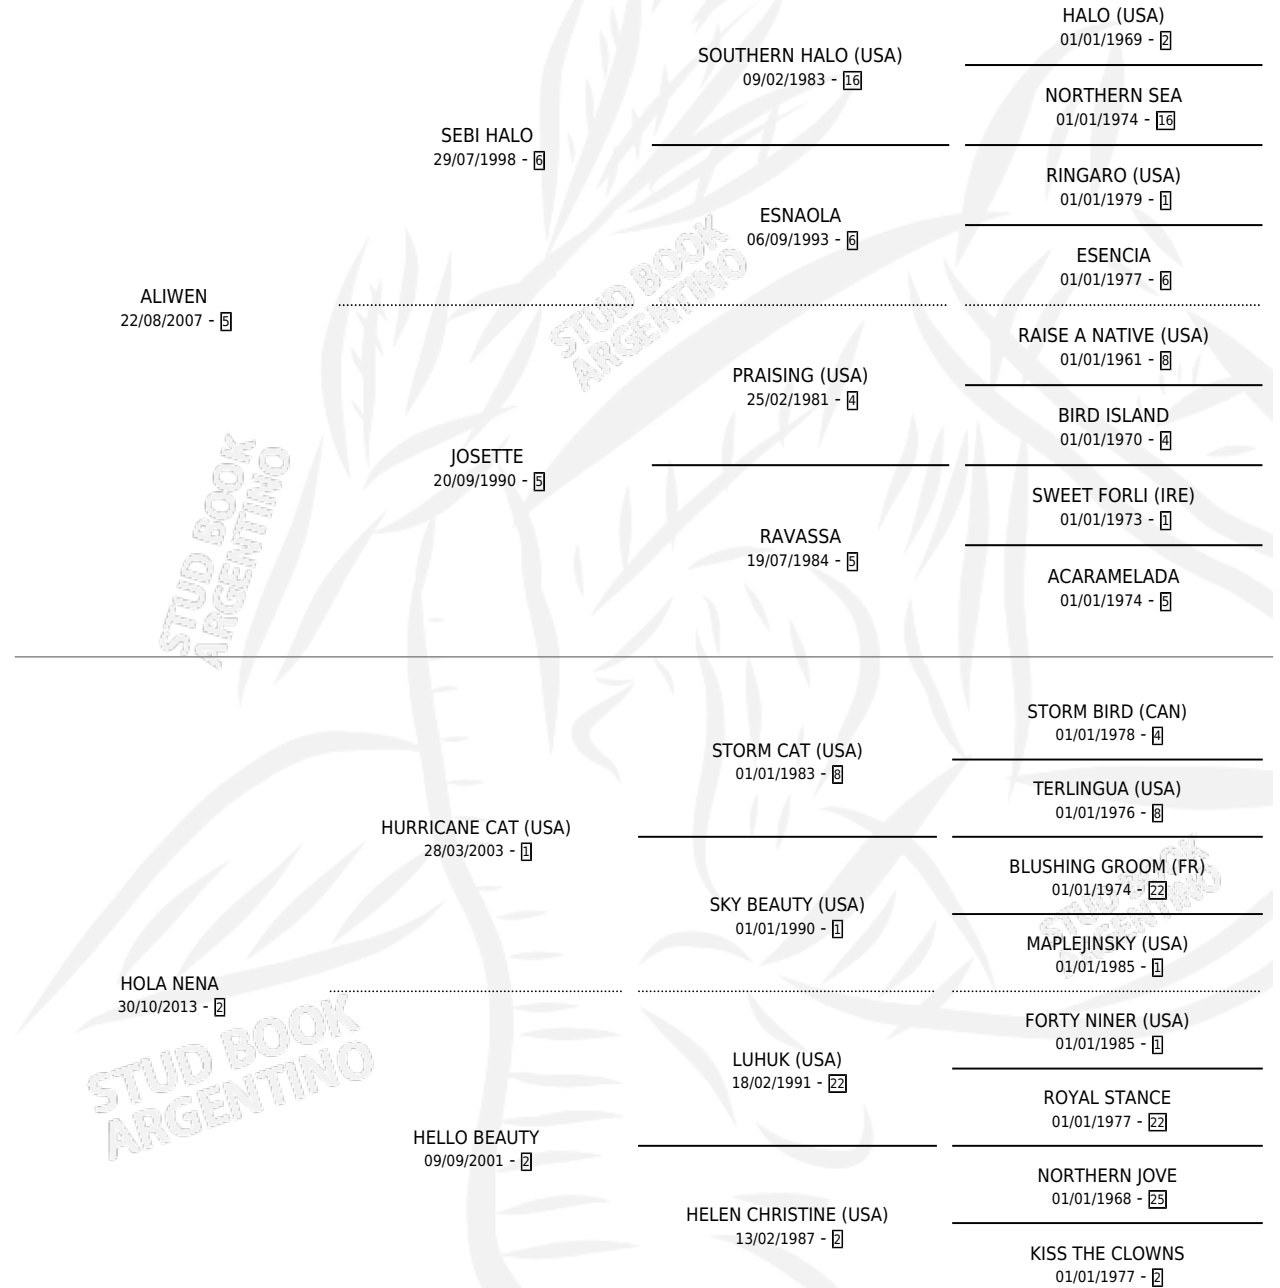 HALO (USA)
01/01/1969 - 2
SOUTHERN HALO (USA)
09/02/1983 - 16
NORTHERN SEA
01/01/1974 - 16
SEBI HALO
29/07/1998 - 6
RINGARO (USA)
01/01/1979 - 1
ESNAOLA
06/09/1993 - 6
ESENCIA
01/01/1977 - 6
ALIWEN
22/08/2007 - 5
RAISE A NATIVE (USA)
01/01/1961 - 8
PRAISING (USA)
25/02/1981 - 4
BIRD ISLAND
01/01/1970 - 4
JOSETTE
20/09/1990 - 5
SWEET FORLI (IRE)
01/01/1973 - 1
RAVASSA
19/07/1984 - 5
ACARAMELADA
01/01/1974 - 5
STUD BOOK
ARGENTINO
STUD BOOK
ARGENTINO
STORM BIRD (CAN)
01/01/1978 - 4
STORM CAT (USA)
01/01/1983 - 8
TERLINGUA (USA)
01/01/1976 - 8
HURRICANE CAT (USA)
28/03/2003 - 1
BLUSHING GROOM (FR)
01/01/1974 - 22
SKY BEAUTY (USA)
01/01/1990 - 1
MAPLEJINSKY (USA)
01/01/1985 - 1
HOLA NENA
30/10/2013 - 2
FORTY NINER (USA)
01/01/1985 - 1
LUHUK (USA)
18/02/1991 - 22
ROYAL STANCE
01/01/1977 - 22
HELLO BEAUTY
09/09/2001 - 2
NORTHERN JOVE
01/01/1968 - 25
HELEN CHRISTINE (USA)
13/02/1987 - 2
KISS THE CLOWNS
01/01/1977 - 2
STUD BOOK
ARGENTINO
STUD BOOK
ARGENTINO